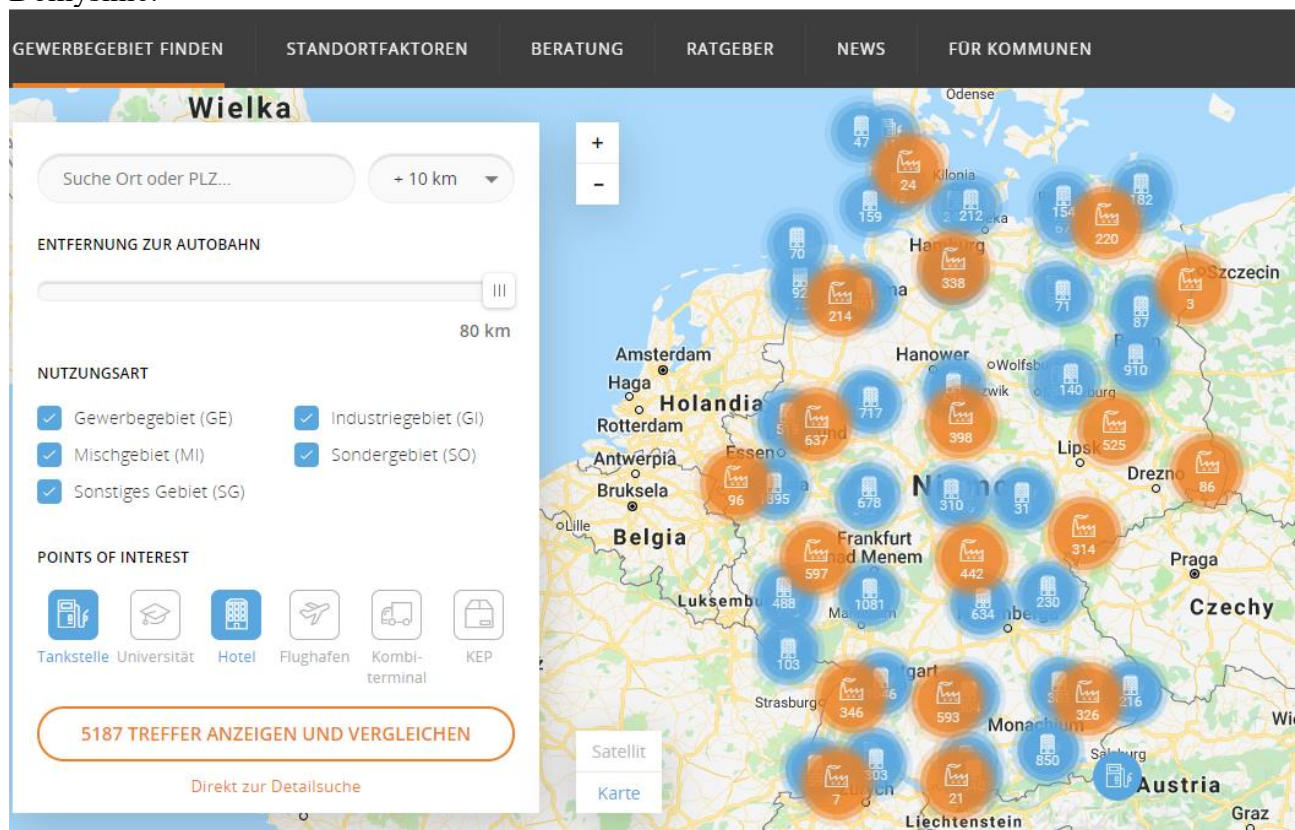 GEWERBEGEBIET FINDEN STANDORTFAKTOREN BERATUNG RATGEBER NEWS FÜR KOMMUNEN
Wielka
Suche Ort oder PLZ... + 10 km
ENTFERNUNG ZUR AUTOBAHN
80 km
NUTZUNGSART
Gewerbegebiet (GE) Industriegebiet (GI)
Mischgebiet (MI) Sondergebiet (SO)
Sonstiges Gebiet (SG)
POINTS OF INTEREST
Tankstelle Universität Hotel Flughafen Kombi-terminal KEP
5187 TREFFER ANZEIGEN UND VERGLEICHEN
Direkt zur Detailsuche
+
-
Satellit
Karte
Odense
47
Kilonia
24
159
212
154
182
220
70
Hamburg
338
Szczecin
92
214
71
3
87
Amsterdam
Hanower
910
Haga
140
Holandia
717
Rotterdam
637
398
525
Antwerpia
Essen
Lipsk
Drezno
96
86
Bruksela
678
310
31
Lille
Belgia
Frankfurt
nad Menem
314
597
442
Praga
488
1081
634
230
Czechy
103
Strasburg
346
593
326
216
Monachium
850
303
Austria
7
21
Liechtenstein
Graz